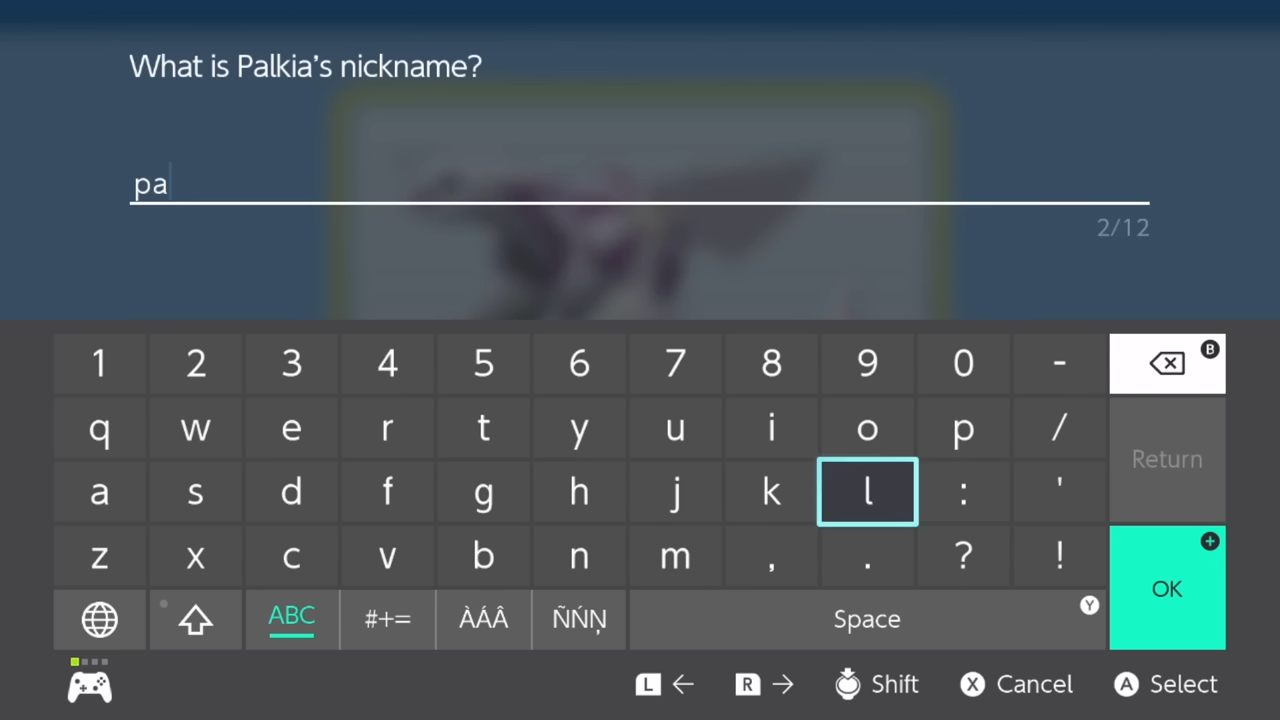 What is Palkia's nickname?
pa
2/12
1 2 3 4 5 6 7 8 9 0 - B
q w e r t y u i o p /
Return
a s d f g h j k l : '
z x c v b n m , . ? ! +
OK
ABC #+= ÀÁÂ ÑŃŅ Space Y
L ← R → Shift X Cancel A Select